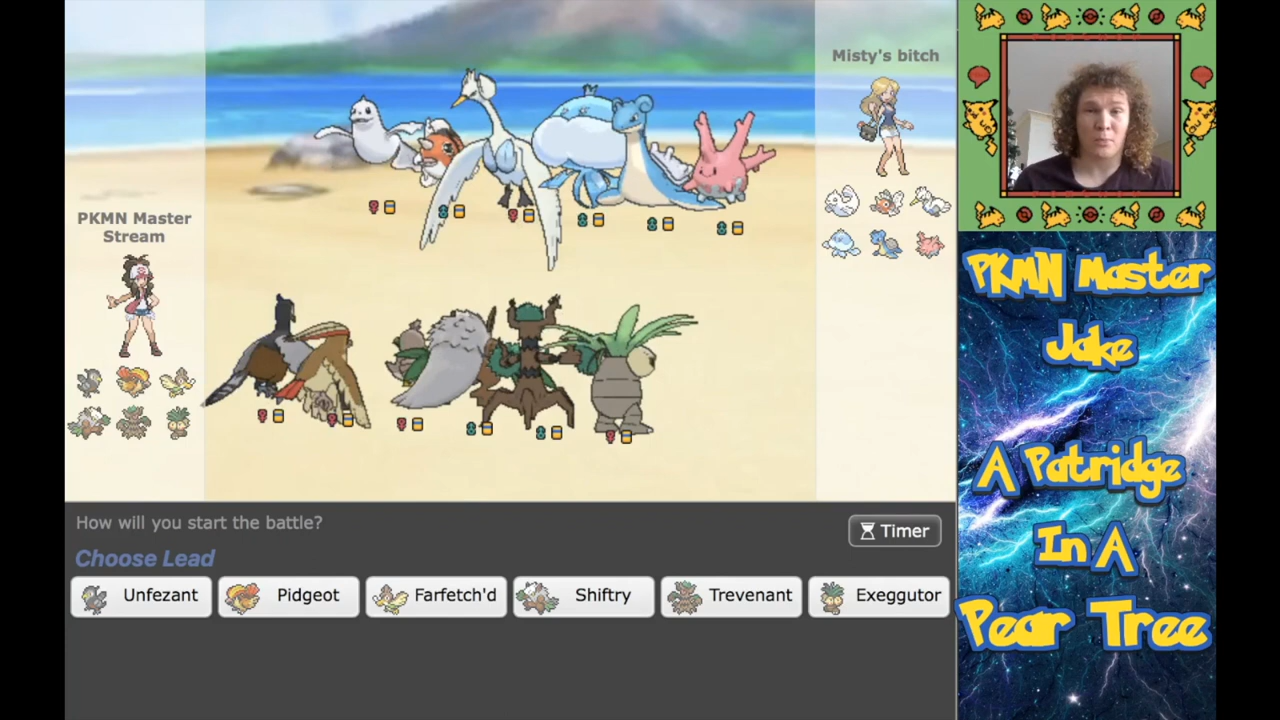 Misty's bitch
PKMN Master
Stream
How will you start the battle?
Timer
Choose Lead
Unfezant
Pidgeot
Farfetch'd
Shiftry
Trevenant
Exeggutor
PKMN Master
Jake
A Patridge
In A
Pear Tree